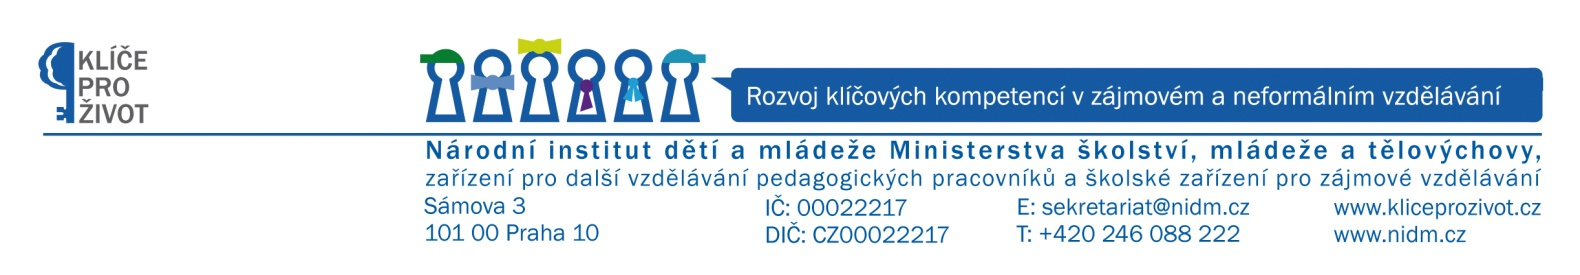 KLÍČE
PRO
ŽIVOT
Rozvoj klíčových kompetencí v zájmovém a neformálním vzdělávání
Národní institut dětí a mládeže Ministerstva školství, mládeže a tělovýchovy,
zařízení pro další vzdělávání pedagogických pracovníků a školské zařízení pro zájmové vzdělávání
Sámova 3 IČ: 00022217 E: sekretariat@nidm.cz www.kliceprozivot.cz
101 00 Praha 10 DIČ: CZ00022217 T: +420 246 088 222 www.nidm.cz